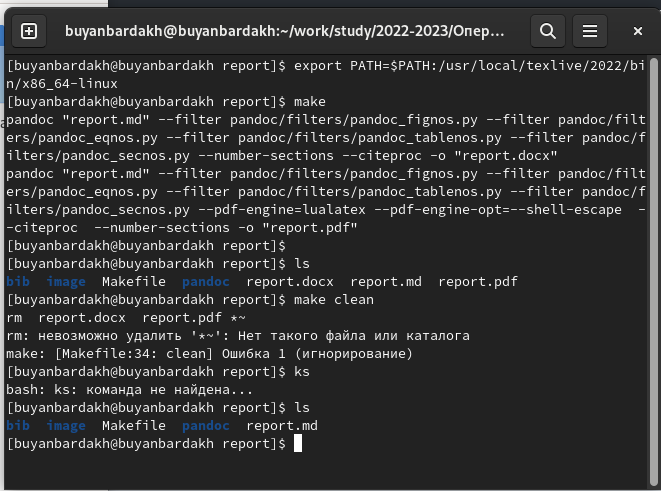 buyanbardakh@buyanbardakh:~/work/study/2022-2023/Опер...
[buyanbardakh@buyanbardakh report]$ export PATH=$PATH:/usr/local/texlive/2022/bi
n/x86_64-linux
[buyanbardakh@buyanbardakh report]$ make
pandoc "report.md" --filter pandoc/filters/pandoc_fignos.py --filter pandoc/filt
ers/pandoc_eqnos.py --filter pandoc/filters/pandoc_tablenos.py --filter pandoc/f
ilters/pandoc_secnos.py --number-sections --citeproc -o "report.docx"
pandoc "report.md" --filter pandoc/filters/pandoc_fignos.py --filter pandoc/filt
ers/pandoc_eqnos.py --filter pandoc/filters/pandoc_tablenos.py --filter pandoc/f
ilters/pandoc_secnos.py --pdf-engine=lualatex --pdf-engine-opt=--shell-escape  -
-citeproc  --number-sections -o "report.pdf"
[buyanbardakh@buyanbardakh report]$
[buyanbardakh@buyanbardakh report]$ ls
bib  image  Makefile  pandoc  report.docx  report.md  report.pdf
[buyanbardakh@buyanbardakh report]$ make clean
rm  report.docx  report.pdf *~
rm: невозможно удалить '*~': Нет такого файла или каталога
make: [Makefile:34: clean] Ошибка 1 (игнорирование)
[buyanbardakh@buyanbardakh report]$ ks
bash: ks: команда не найдена...
[buyanbardakh@buyanbardakh report]$ ls
bib  image  Makefile  pandoc  report.md
[buyanbardakh@buyanbardakh report]$